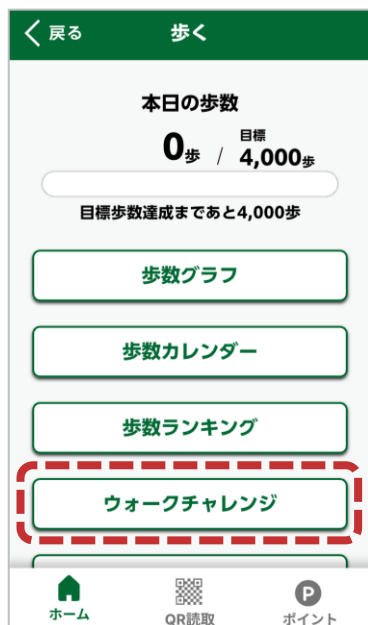 戻る 歩く
本日の歩数
目標
0歩 / 4,000歩
目標歩数達成まであと4,000歩
歩数グラフ
歩数カレンダー
歩数ランキング
ウォークチャレンジ
P
ホーム QR読取 ポイント